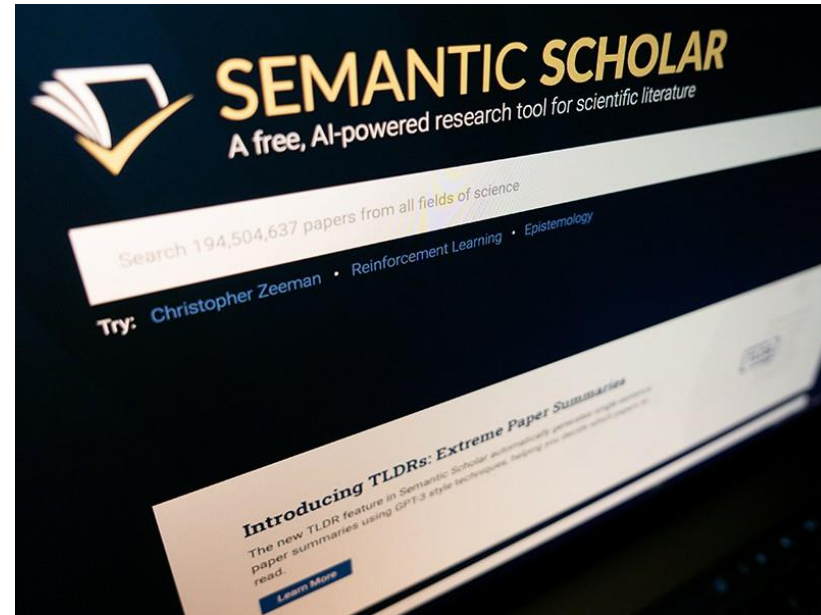 SEMANTIC SCHOLAR
A free, AI-powered research tool for scientific literature
Search 194,504,637 papers from all fields of science
Try: Christopher Zeeman • Reinforcement Learning • Epistemology
Introducing TLDRs: Extreme Paper Summaries
The new TLDR feature in Semantic Scholar automatically generates single-sentence
paper summaries using GPT-3 style techniques, helping you decide which papers to
read.
Learn More